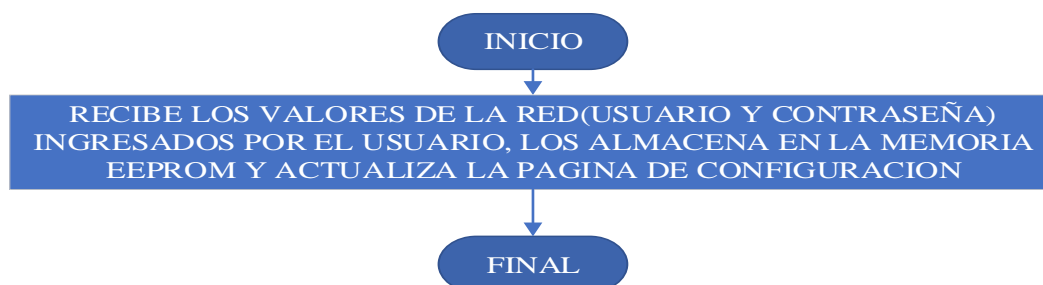 INICIO
RECIBE LOS VALORES DE LA RED(USUARIO Y CONTRASEÑA)
INGRESADOS POR EL USUARIO, LOS ALMACENA EN LA MEMORIA
EEPROM Y ACTUALIZA LA PAGINA DE CONFIGURACION
FINAL